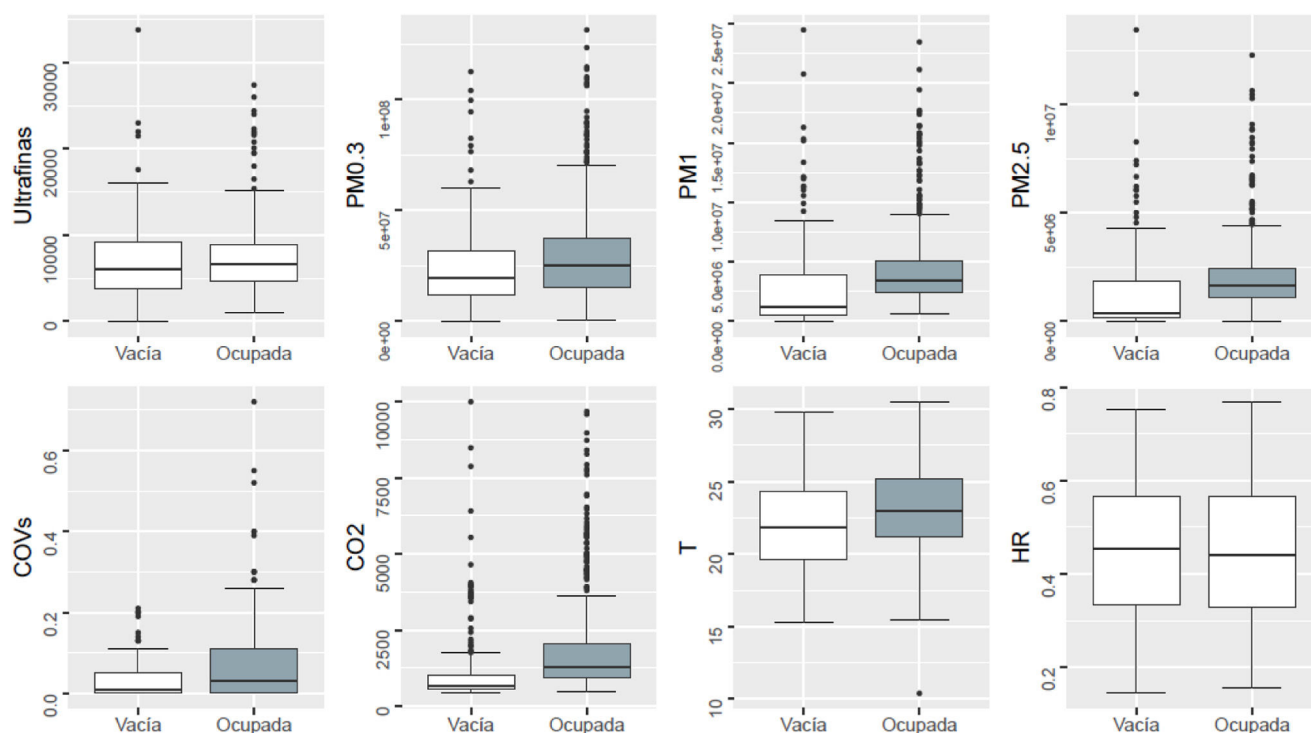 Ultrafinas
30000
20000
10000
0
Vacía Ocupada
PM0.3
1e+08
5e+07
0e+00
Vacía Ocupada
PM1
2.5e+07
2.0e+07
1.5e+07
1.0e+07
5.0e+06
0.0e+00
Vacía Ocupada
PM2.5
1e+07
5e+06
0e+00
Vacía Ocupada
COVs
0.6
0.4
0.2
0.0
Vacía Ocupada
CO2
10000
7500
5000
2500
0
Vacía Ocupada
T
30
25
20
15
10
Vacía Ocupada
HR
0.8
0.6
0.4
0.2
Vacía Ocupada